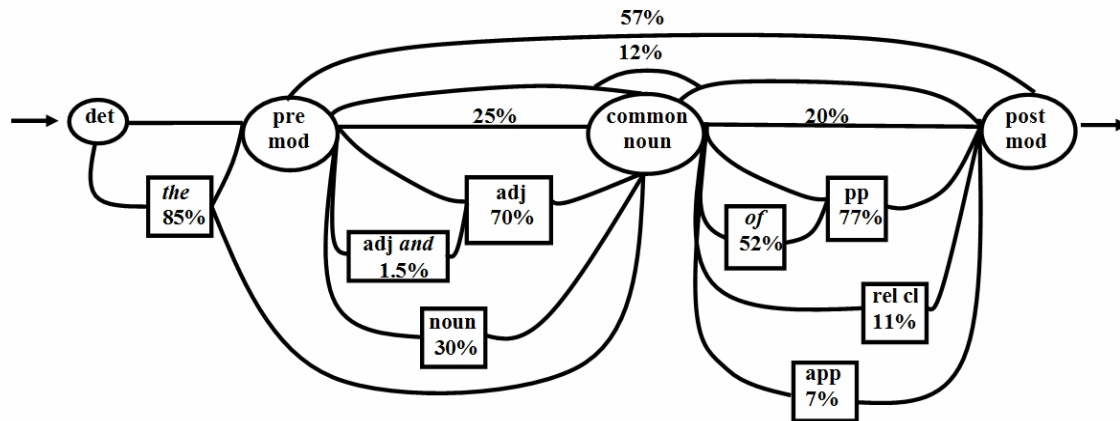 57%
12%
det
pre
mod
25%
common
noun
20%
post
mod
the
85%
adj
70%
adj and
1.5%
noun
30%
of
52%
pp
77%
rel cl
11%
app
7%